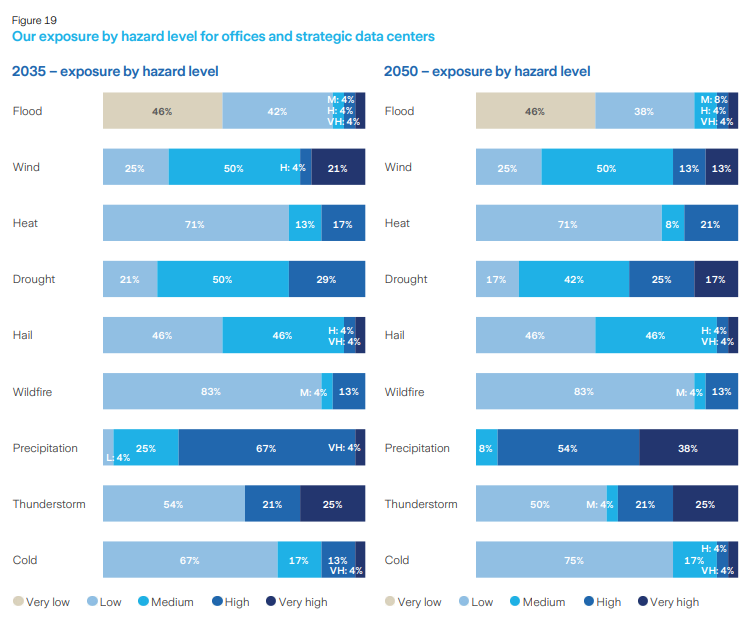 Figure 19
Our exposure by hazard level for offices and strategic data centers
2035 – exposure by hazard level
Flood
46%
42%
M: 4%
H: 4%
VH: 4%
Wind
25%
50%
H: 4%
21%
Heat
71%
13%
17%
Drought
21%
50%
29%
Hail
46%
46%
H: 4%
VH: 4%
Wildfire
83%
M: 4%
13%
Precipitation
L: 4%
25%
67%
VH: 4%
Thunderstorm
54%
21%
25%
Cold
67%
17%
13%
VH: 4%
Very low
Low
Medium
High
Very high
2050 – exposure by hazard level
Flood
46%
38%
M: 8%
H: 4%
VH: 4%
Wind
25%
50%
13%
13%
Heat
71%
8%
21%
Drought
17%
42%
25%
17%
Hail
46%
46%
H: 4%
VH: 4%
Wildfire
83%
M: 4%
13%
Precipitation
8%
54%
38%
Thunderstorm
50%
M: 4%
21%
25%
Cold
75%
17%
H: 4%
VH: 4%
Very low
Low
Medium
High
Very high